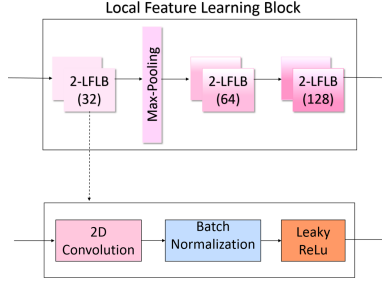 Local Feature Learning Block
2-LFLB
(32)
Max-Pooling
2-LFLB
(64)
2-LFLB
(128)
2D
Convolution
Batch
Normalization
Leaky
ReLu